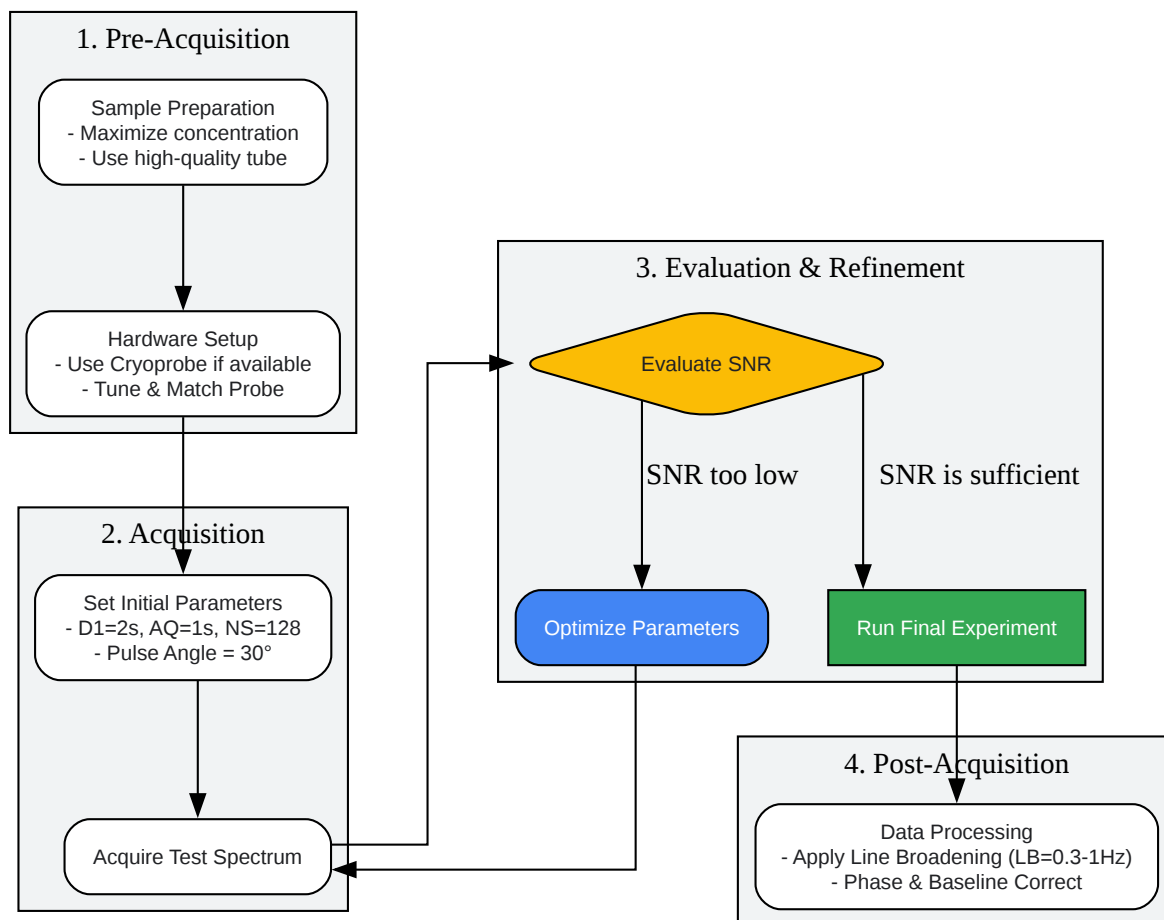 1. Pre-Acquisition
Sample Preparation
- Maximize concentration
- Use high-quality tube
Hardware Setup
- Use Cryoprobe if available
- Tune & Match Probe
2. Acquisition
Set Initial Parameters
- D1=2s, AQ=1s, NS=128
- Pulse Angle = 30°
Acquire Test Spectrum
3. Evaluation & Refinement
Evaluate SNR
SNR too low
SNR is sufficient
Optimize Parameters
Run Final Experiment
4. Post-Acquisition
Data Processing
- Apply Line Broadening (LB=0.3-1Hz)
- Phase & Baseline Correct